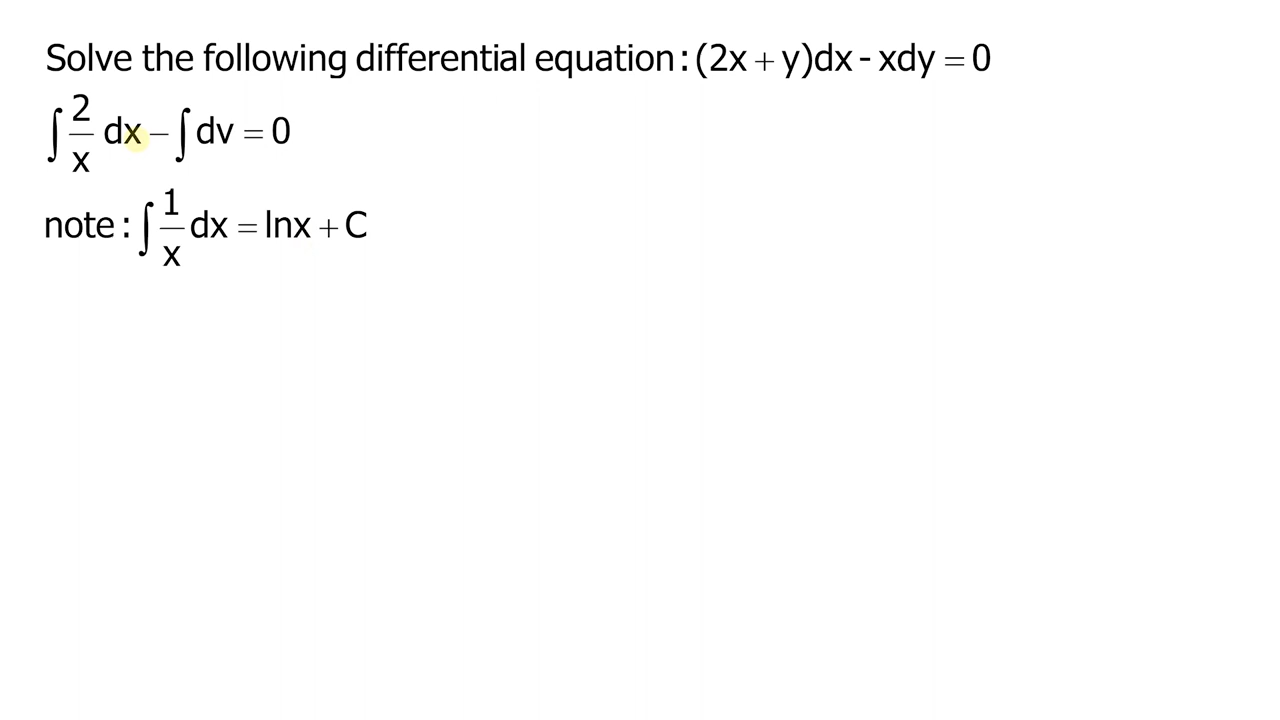 Solve the following differential equation : (2x + y)dx - xdy = 0
∫ 2/x dx − ∫ dv = 0
note : ∫ 1/x dx = lnx + C